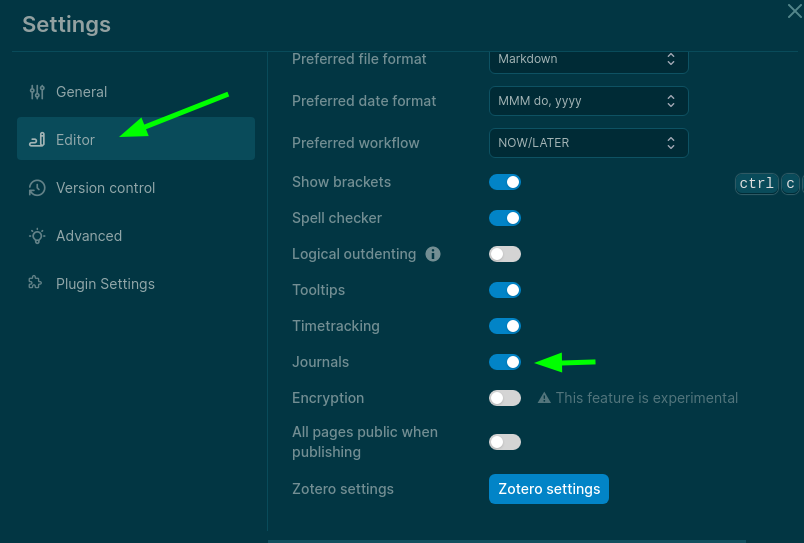 Settings
General
Editor
Version control
Advanced
Plugin Settings
Preferred file format Markdown
Preferred date format MMM do, yyyy
Preferred workflow NOW/LATER
Show brackets ctrl c
Spell checker
Logical outdenting
Tooltips
Timetracking
Journals
Encryption This feature is experimental
All pages public when
publishing
Zotero settings Zotero settings